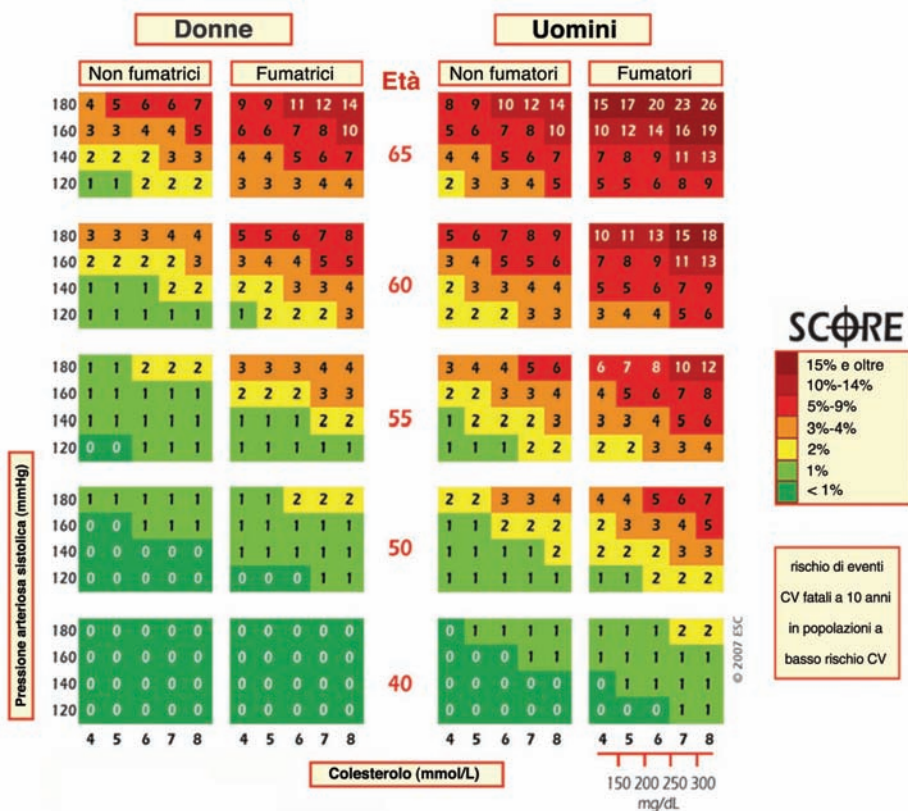 Donne
Uomini
Non fumatrici
Fumatrici
Età
Non fumatori
Fumatori
180 4 5 6 6 7 9 9 11 12 14 8 9 10 12 14 15 17 20 23 26
160 3 3 4 4 5 6 6 7 8 10 5 6 7 8 10 10 12 14 16 19
140 2 2 2 3 3 4 4 5 6 7 65 4 4 5 6 7 7 8 9 11 13
120 1 1 2 2 2 3 3 3 4 4 2 3 3 4 5 5 5 6 8 9
180 3 3 3 4 4 5 5 6 7 8 5 6 7 8 9 10 11 13 15 18
160 2 2 2 2 3 3 4 4 5 5 3 4 5 5 6 7 8 9 11 13
140 1 1 1 2 2 2 2 3 3 4 60 2 3 3 4 4 5 5 6 7 9
120 1 1 1 1 1 1 2 2 2 3 2 2 2 3 3 3 4 4 5 6
180 1 1 2 2 2 3 3 3 4 4 3 4 4 5 6 6 7 8 10 12
160 1 1 1 1 1 2 2 2 3 3 2 2 3 3 4 4 5 6 7 8
140 1 1 1 1 1 1 1 1 2 2 55 1 2 2 2 3 3 3 4 5 6
120 0 0 1 1 1 1 1 1 1 1 1 1 1 2 2 2 2 3 3 4
180 1 1 1 1 1 1 1 2 2 2 2 2 3 3 4 4 4 5 6 7
160 0 0 1 1 1 1 1 1 1 1 1 1 2 2 2 2 3 3 4 5
140 0 0 0 0 0 1 1 1 1 1 50 1 1 1 1 2 2 2 2 3 3
120 0 0 0 0 0 0 0 0 1 1 1 1 1 1 1 1 1 2 2 2
180 0 0 0 0 0 0 0 0 0 0 0 1 1 1 1 1 1 1 2 2
160 0 0 0 0 0 0 0 0 0 0 0 0 0 1 1 1 1 1 1 1
140 0 0 0 0 0 0 0 0 0 0 40 0 0 0 0 0 0 1 1 1 1
120 0 0 0 0 0 0 0 0 0 0 0 0 0 0 0 0 0 0 1 1
4 5 6 7 8 4 5 6 7 8 4 5 6 7 8 4 5 6 7 8
Pressione arteriosa sistolica (mmHg)
Colesterolo (mmol/L)
150 200 250 300
mg/dL
© 2007 ESC
SCORE
15% e oltre
10%-14%
5%-9%
3%-4%
2%
1%
< 1%
rischio di eventi
CV fatali a 10 anni
in popolazioni a
basso rischio CV